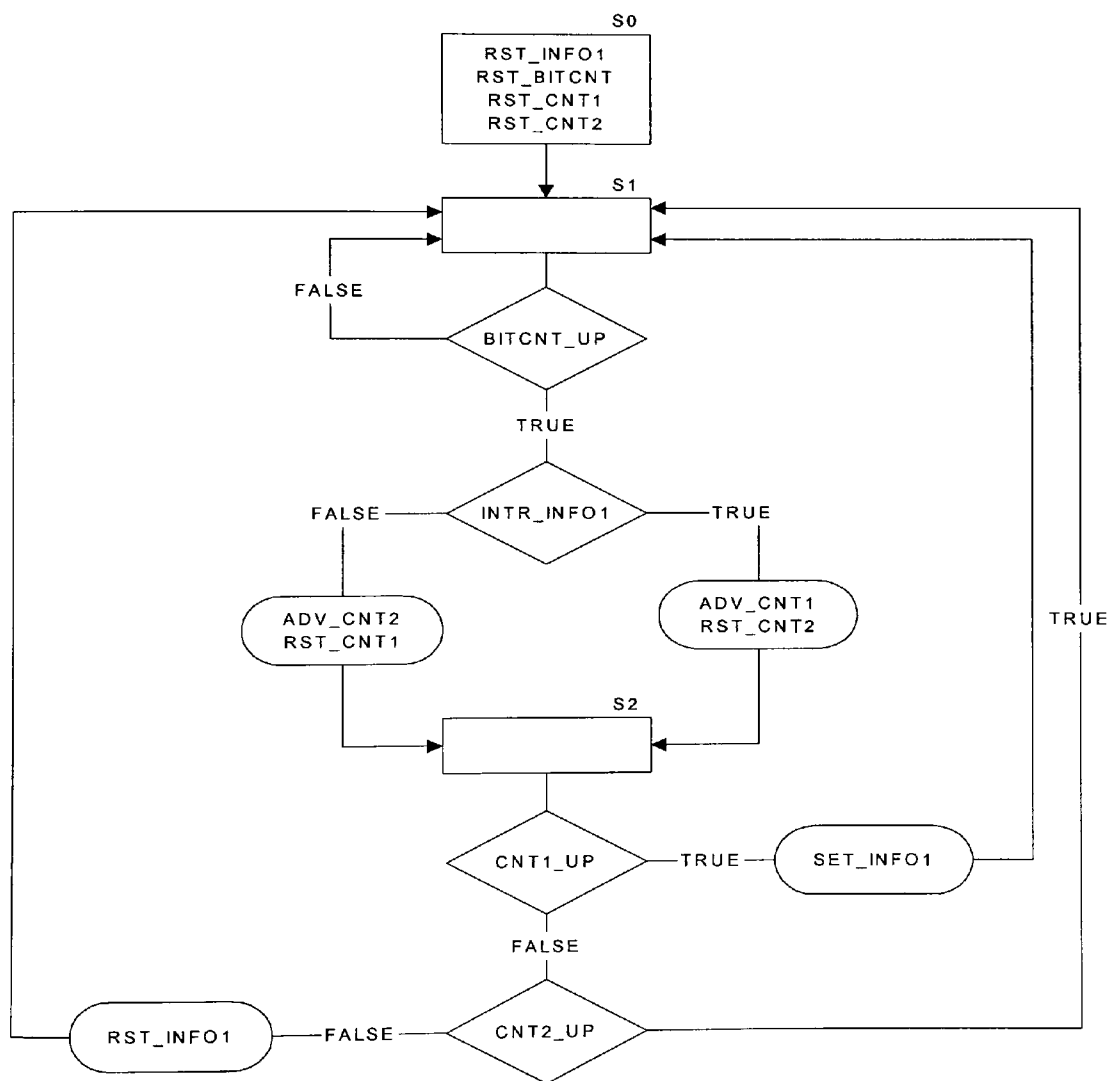 S0
RST_INFO1
RST_BITCNT
RST_CNT1
RST_CNT2
S1
FALSE
BITCNT_UP
TRUE
FALSE
INTR_INFO1
TRUE
ADV_CNT2
RST_CNT1
ADV_CNT1
RST_CNT2
TRUE
S2
CNT1_UP
TRUE
SET_INFO1
FALSE
RST_INFO1
FALSE
CNT2_UP